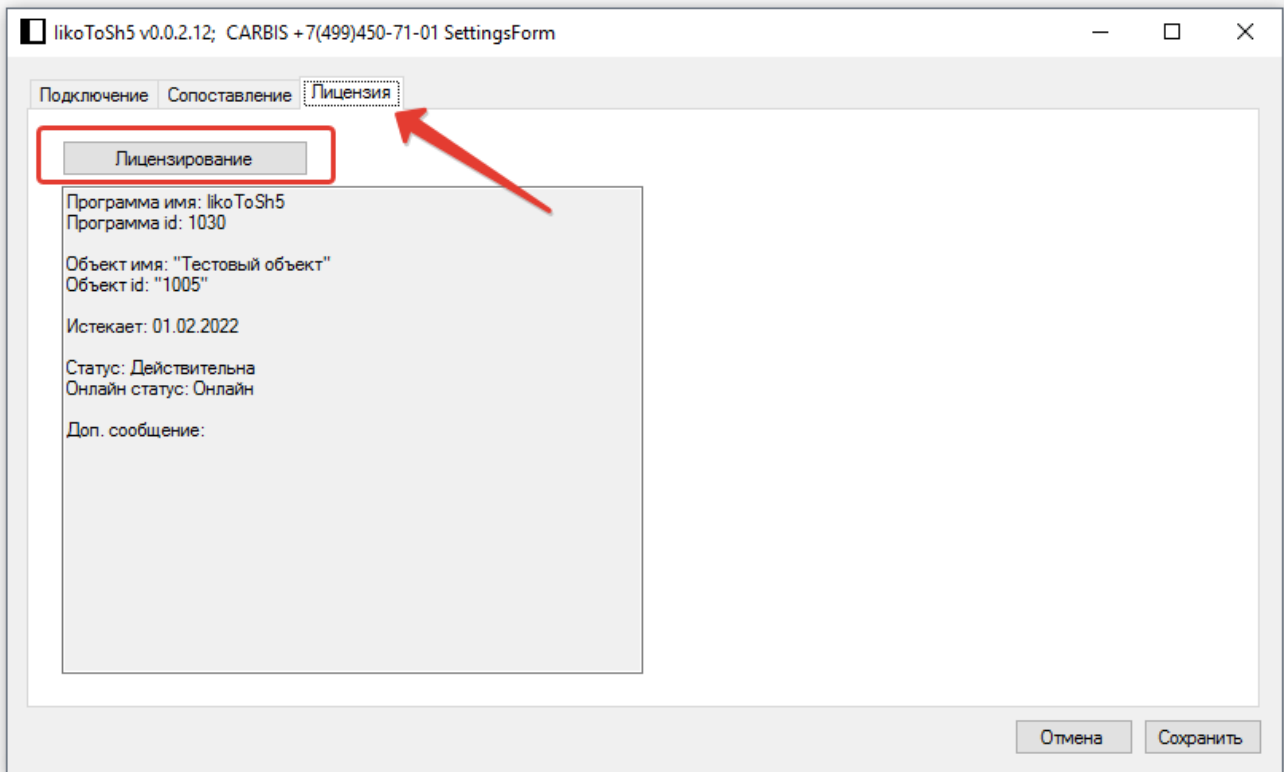 IikoToSh5 v0.0.2.12; CARBIS +7(499)450-71-01 SettingsForm
Подключение Сопоставление Лицензия
Лицензирование
Программа имя: IikoToSh5
Программа id: 1030
Объект имя: "Тестовый объект"
Объект id: "1005"
Истекает: 01.02.2022
Статус: Действительна
Онлайн статус: Онлайн
Доп. сообщение:
Отмена Сохранить